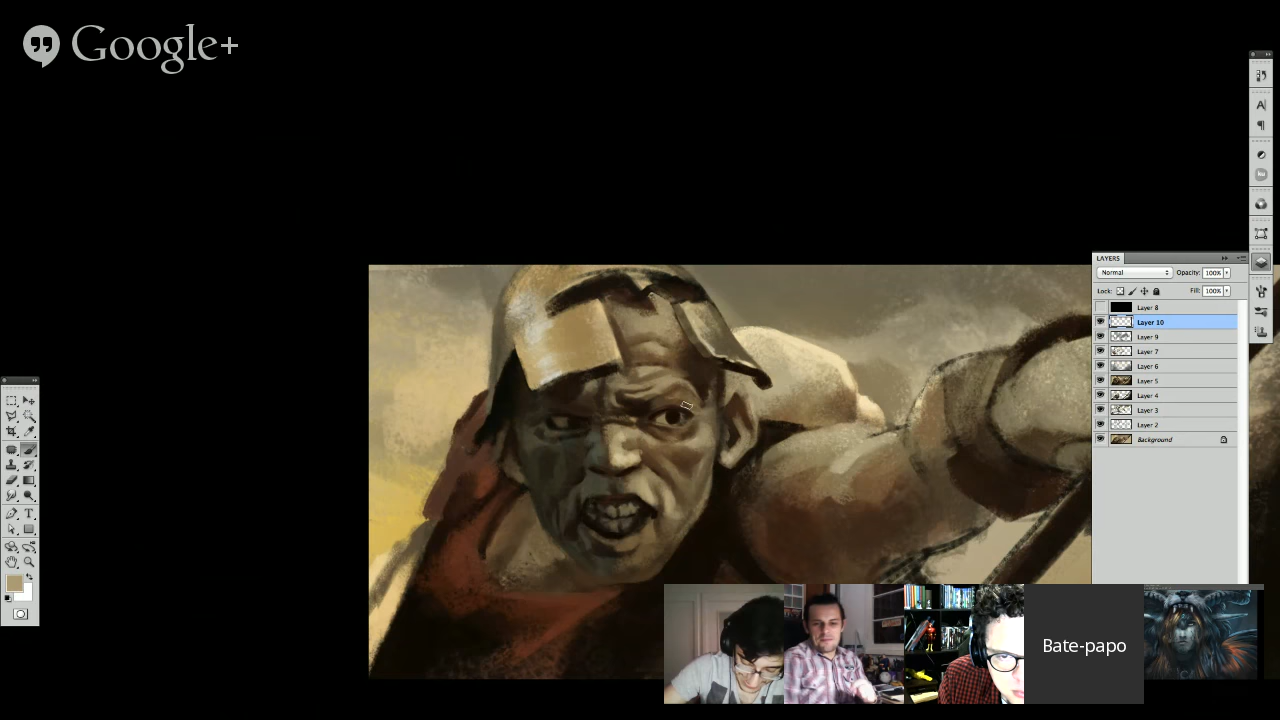 Google+
LAYERS
Normal
Opacity: 100%
Lock:
Fill: 100%
Layer 8
Layer 10
Layer 9
Layer 7
Layer 6
Layer 5
Layer 4
Layer 3
Layer 2
Background
Bate-papo